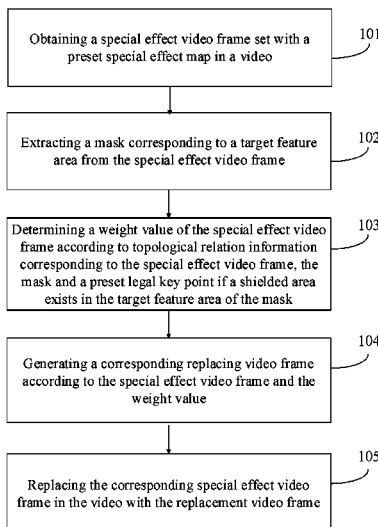 Obtaining a special effect video frame set with a
preset special effect map in a video
101
Extracting a mask corresponding to a target feature
area from the special effect video frame
102
Determining a weight value of the special effect video
frame according to topological relation information
corresponding to the special effect video frame, the
mask and a preset legal key point if a shielded area
exists in the target feature area of the mask
103
Generating a corresponding replacing video frame
according to the special effect video frame and the
weight value
104
Replacing the corresponding special effect video
frame in the video with the replacement video frame
105